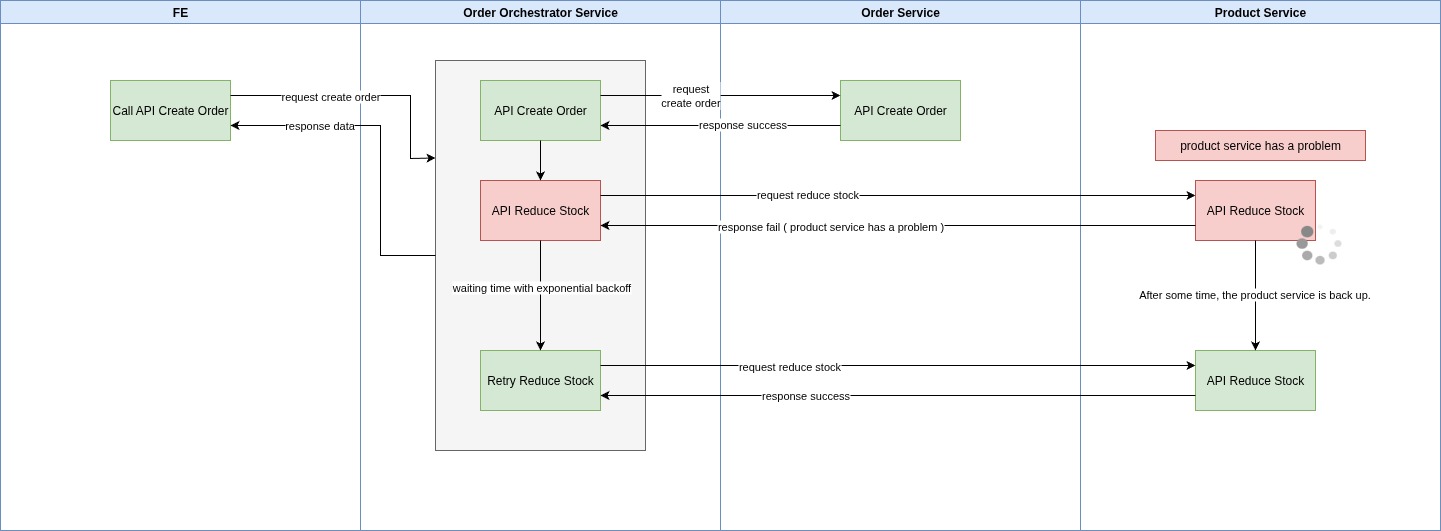 FE
Order Orchestrator Service
Order Service
Product Service
Call API Create Order
request create order
response data
API Create Order
request
create order
response success
API Create Order
product service has a problem
API Reduce Stock
request reduce stock
response fail ( product service has a problem )
API Reduce Stock
waiting time with exponential backoff
After some time, the product service is back up.
Retry Reduce Stock
request reduce stock
response success
API Reduce Stock